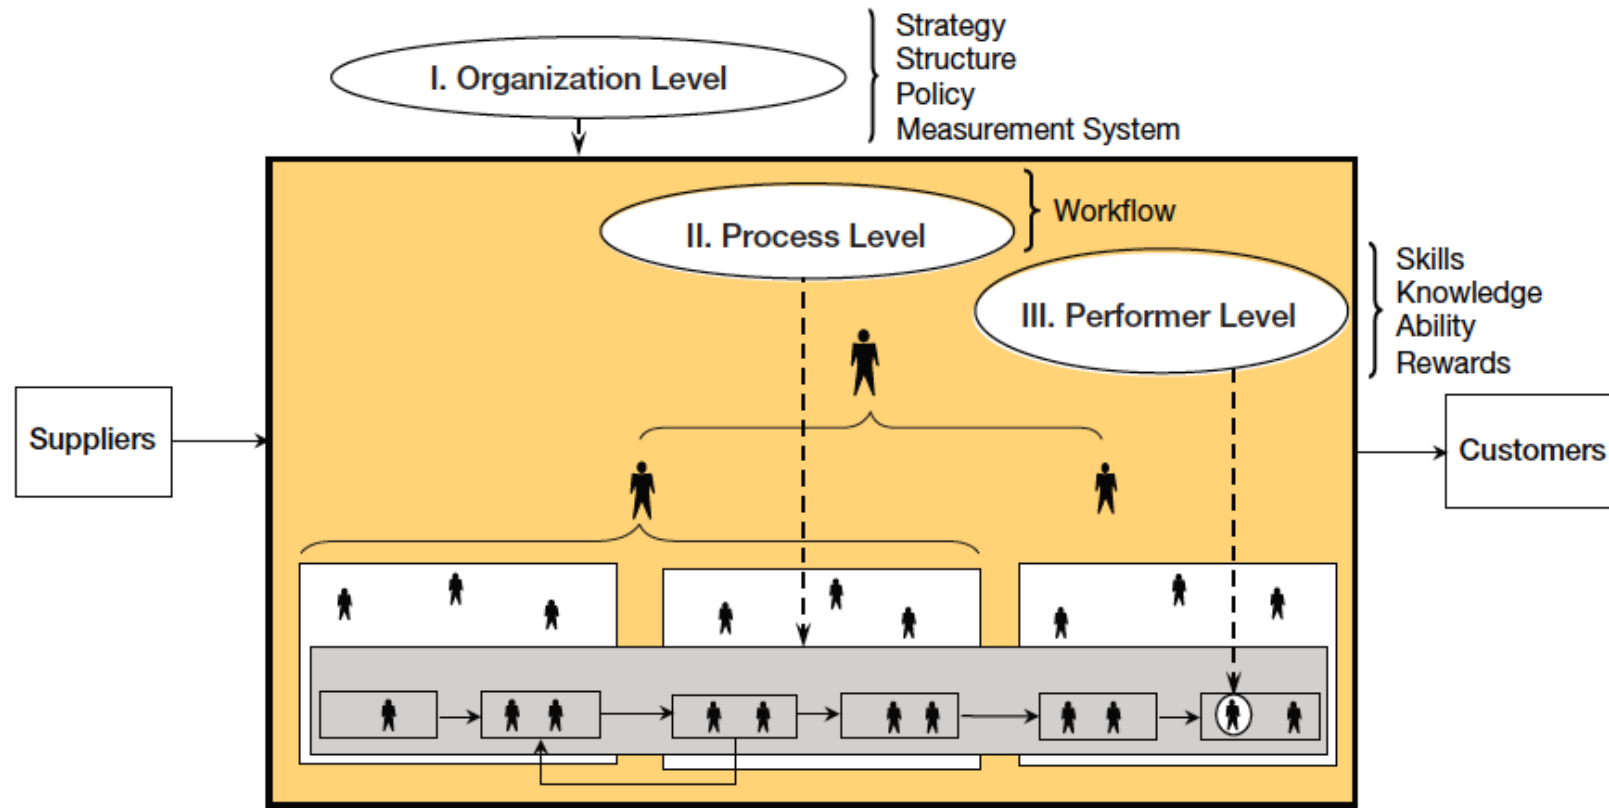 I. Organization Level
Strategy
Structure
Policy
Measurement System
II. Process Level
Workflow
III. Performer Level
Skills
Knowledge
Ability
Rewards
Suppliers
Customers